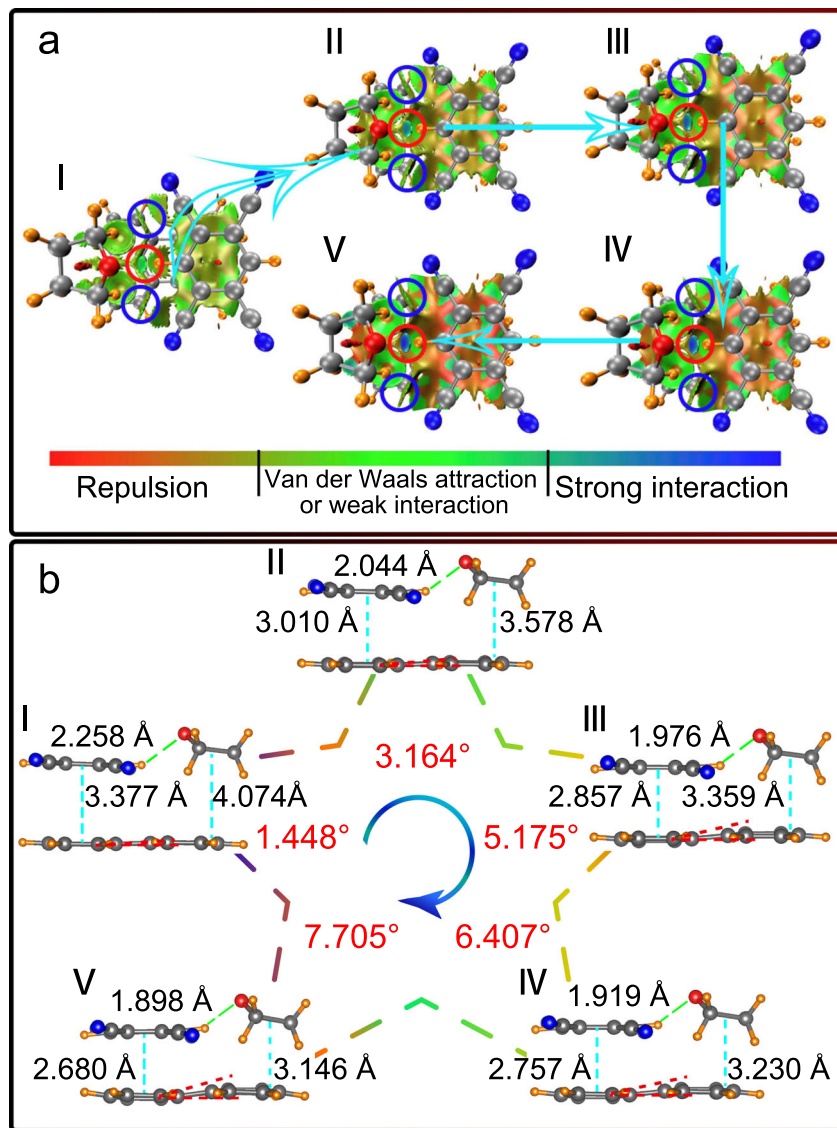 a
II
III
I
V
IV
Repulsion
Van der Waals attraction
or weak interaction
Strong interaction
b
II
2.044 Å
3.010 Å
3.578 Å
I
2.258 Å
3.377 Å
4.074Å
III
1.976 Å
2.857 Å
3.359 Å
3.164°
1.448°
5.175°
7.705°
6.407°
V
1.898 Å
2.680 Å
3.146 Å
IV
1.919 Å
2.757 Å
3.230 Å